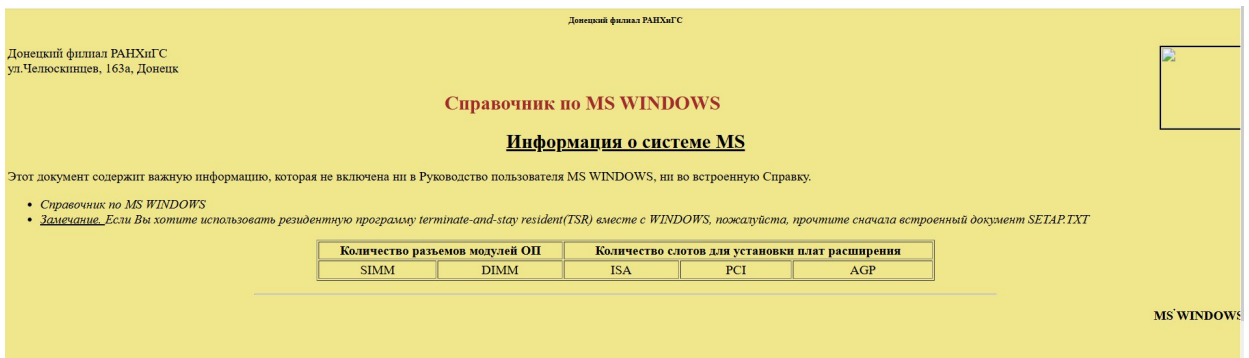 Донецкий филиал РАНХиГС
Донецкий филиал РАНХиГС
ул.Челюскинцев, 163а, Донецк
Справочник по MS WINDOWS
Информация о системе MS
Этот документ содержит важную информацию, которая не включена ни в Руководство пользователя MS WINDOWS, ни во встроенную Справку.
Справочник по MS WINDOWS
Замечание. Если Вы хотите использовать резидентную программу terminate-and-stay resident(TSR) вместе с WINDOWS, пожалуйста, прочтите сначала встроенный документ SETAP.TXT
Количество разъемов модулей ОП Количество слотов для установки плат расширения
SIMM DIMM ISA PCI AGP
MS WINDOWS